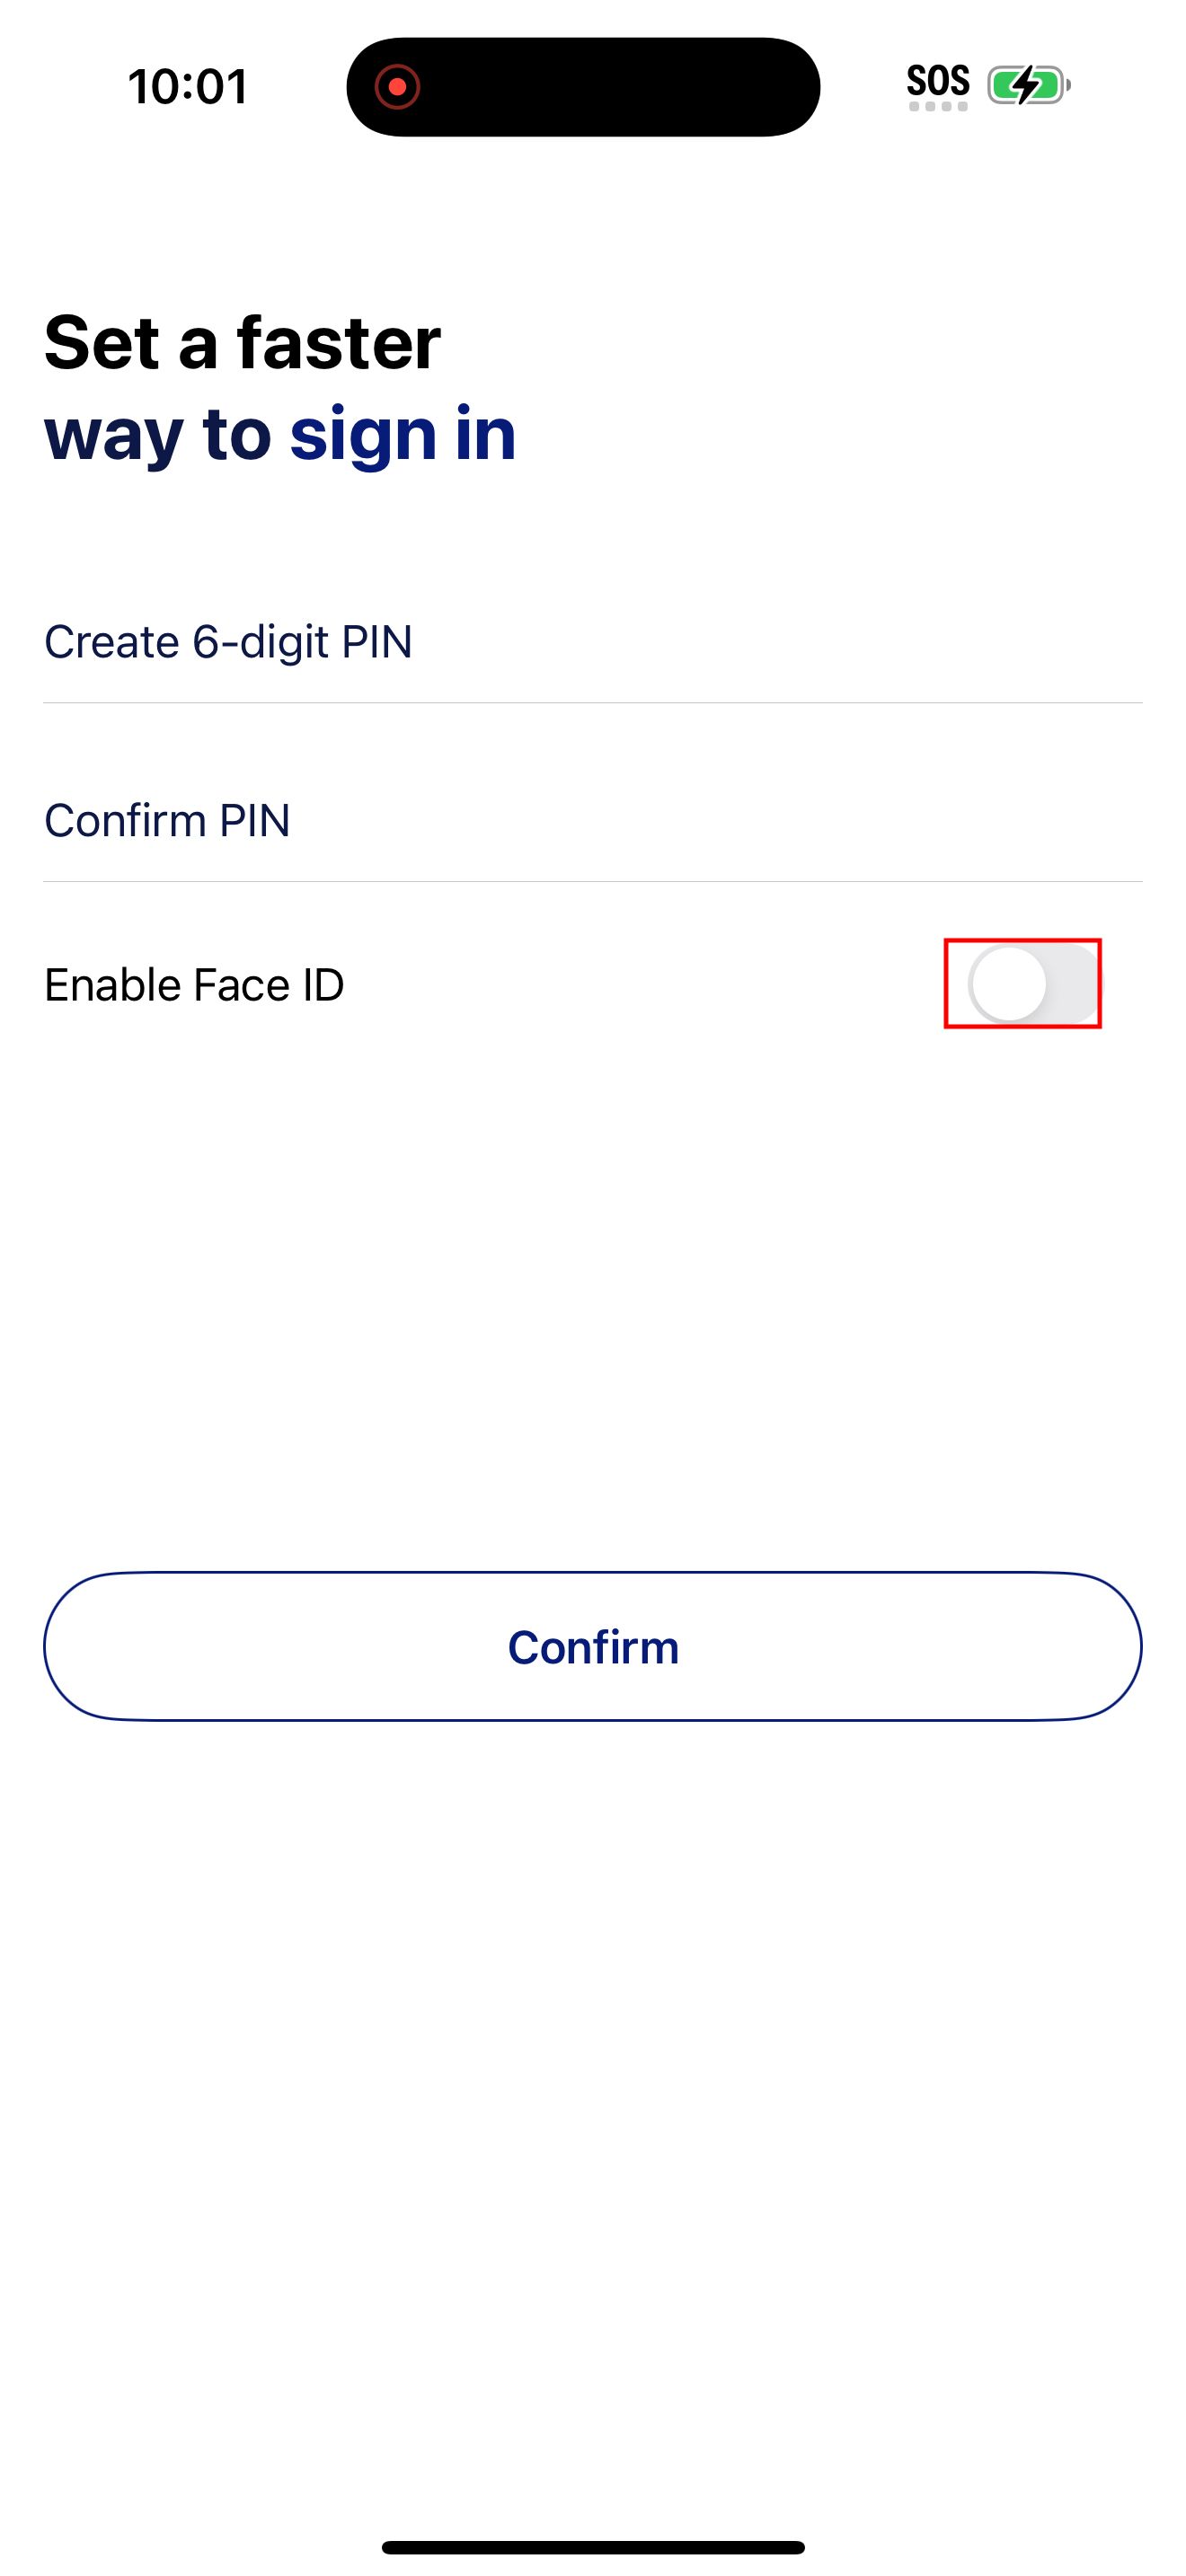 10:01
SOS
Set a faster
way to sign in
Create 6-digit PIN
Confirm PIN
Enable Face ID
Confirm